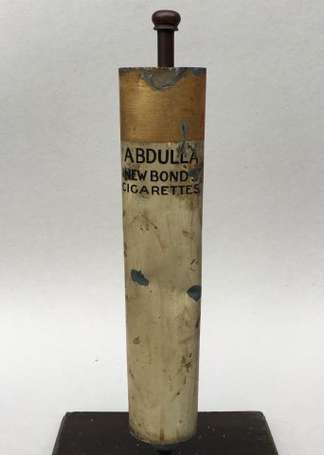 ABDULLA
NEW BOND S
CIGARETTES